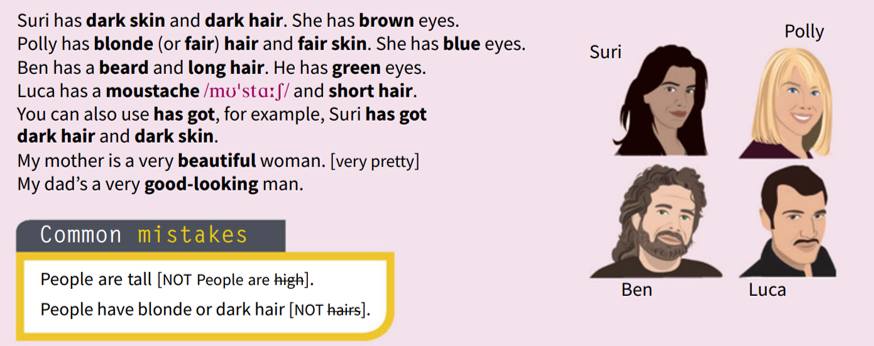 Suri has dark skin and dark hair. She has brown eyes.
Polly has blonde (or fair) hair and fair skin. She has blue eyes.
Ben has a beard and long hair. He has green eyes.
Luca has a moustache /mʊˈstɑːʃ/ and short hair.
You can also use has got, for example, Suri has got
dark hair and dark skin.
My mother is a very beautiful woman. [very pretty]
My dad's a very good-looking man.
Common mistakes
People are tall [NOT People are high].
People have blonde or dark hair [NOT hairs].
Suri
Polly
Ben
Luca